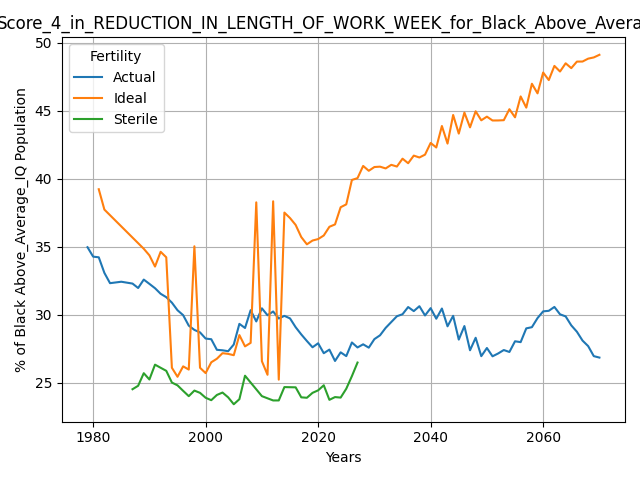 Score_4_in_REDUCTION_IN_LENGTH_OF_WORK_WEEK_for_Black_Above_Avera
Fertility
Actual
Ideal
Sterile
% of Black Above_Average_IQ Population
50
45
40
35
30
25
1980
2000
2020
2040
2060
Years